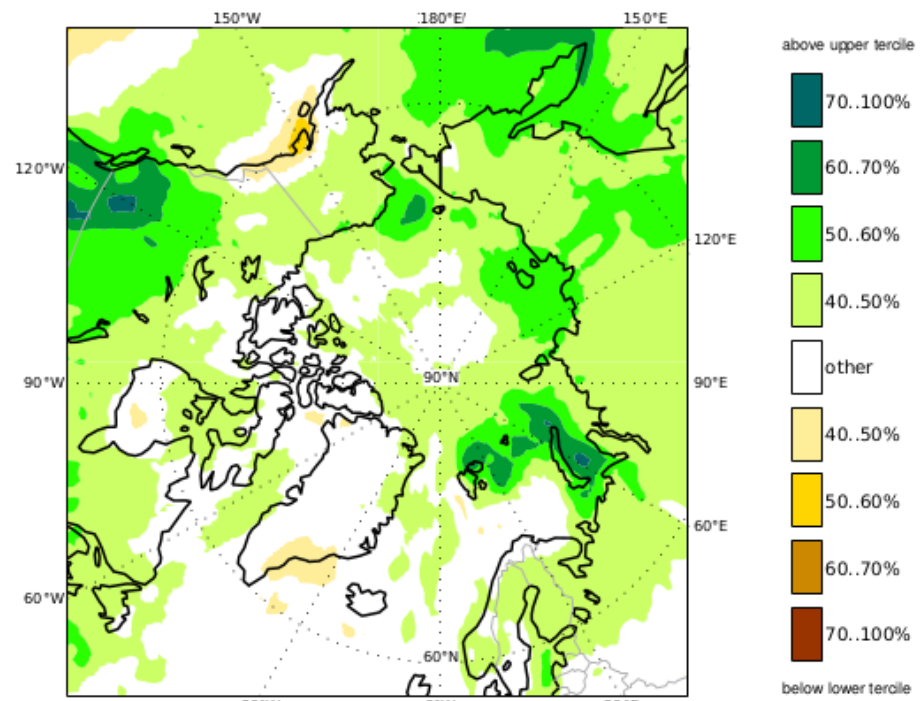 150°W
180°E/
150°E
above upper tercile
70..100%
120°W
60..70%
50..60%
120°E
40..50%
other
90°W
90°N
90°E
40..50%
50..60%
60°E
60..70%
60°W
70..100%
60°N
below lower tercile